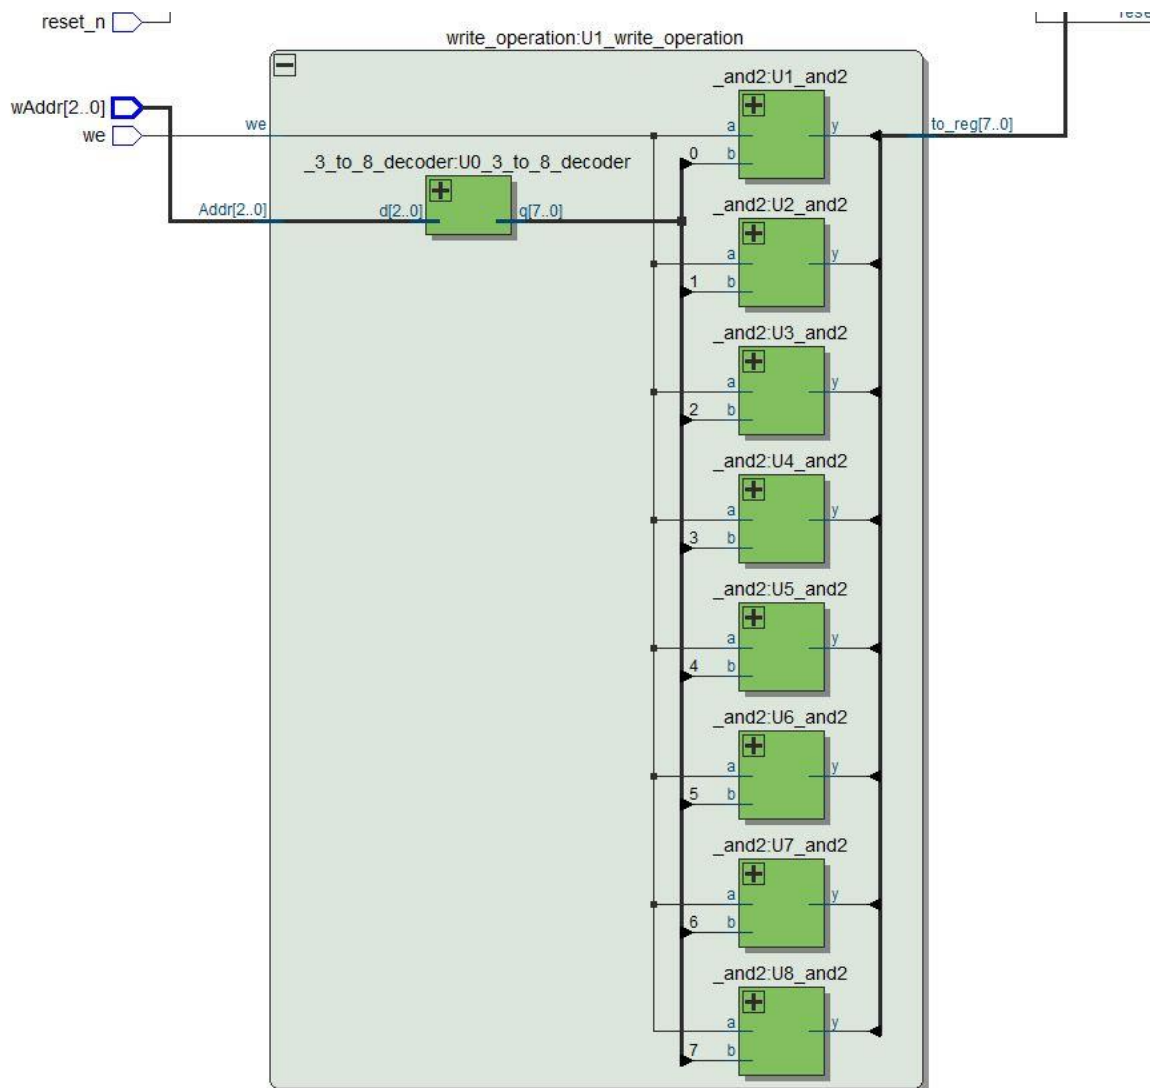 reset_n
write_operation:U1_write_operation
wAddr[2..0]
we
we
_3_to_8_decoder:U0_3_to_8_decoder
Addr[2..0]
d[2..0]
q[7..0]
_and2:U1_and2
a
y
0
b
to_reg[7..0]
_and2:U2_and2
a
y
1
b
_and2:U3_and2
a
y
2
b
_and2:U4_and2
a
y
3
b
_and2:U5_and2
a
y
4
b
_and2:U6_and2
a
y
5
b
_and2:U7_and2
a
y
6
b
_and2:U8_and2
a
y
7
b